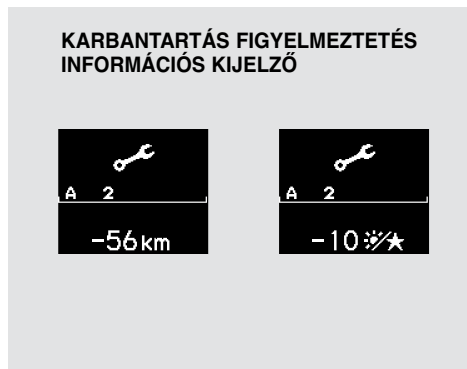 KARBANTARTÁS FIGYELMEZTETÉS
INFORMÁCIÓS KIJELZŐ
A 2
-56km
A 2
-10